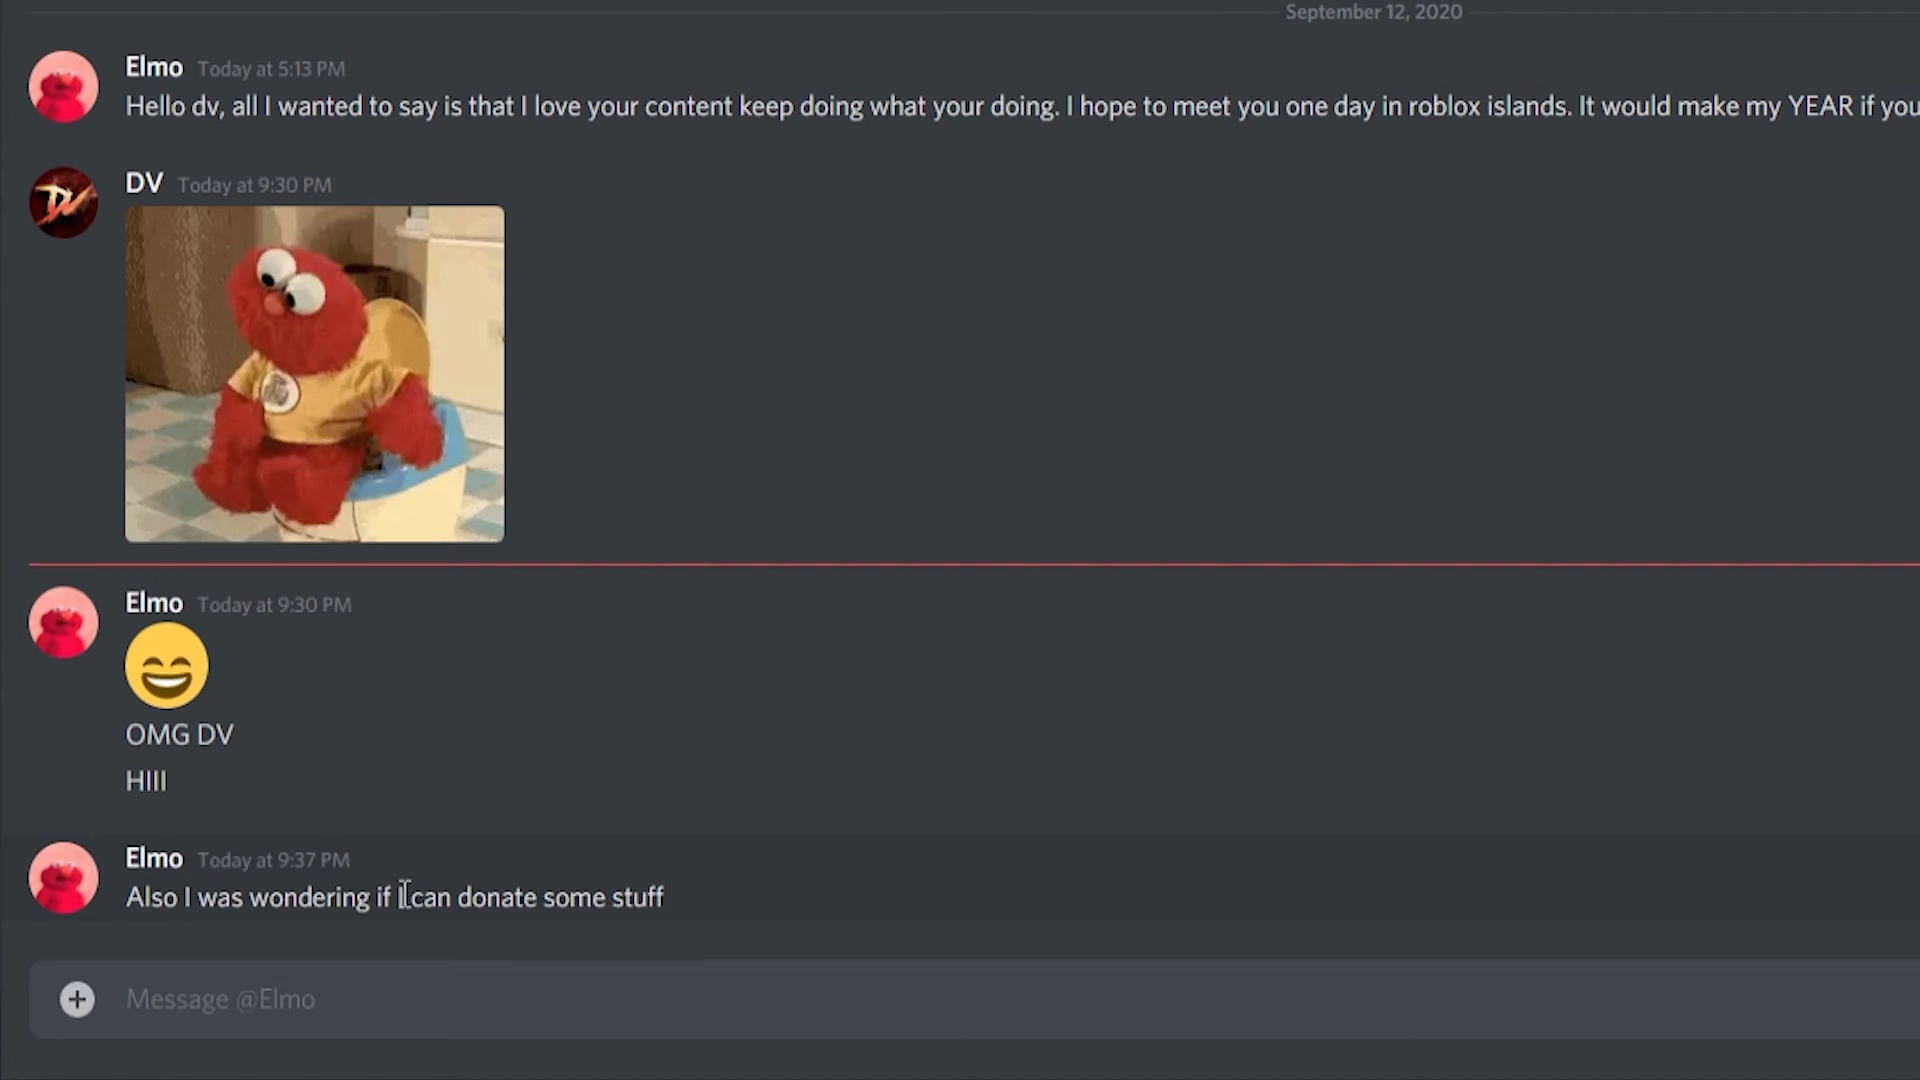 September 12, 2020
Elmo Today at 5:13 PM
Hello dv, all I wanted to say is that I love your content keep doing what your doing. I hope to meet you one day in roblox islands. It would make my YEAR if you
DV Today at 9:30 PM
DV
Elmo Today at 9:30 PM
OMG DV
HIII
Elmo Today at 9:37 PM
Also I was wondering if I can donate some stuff
Message @Elmo